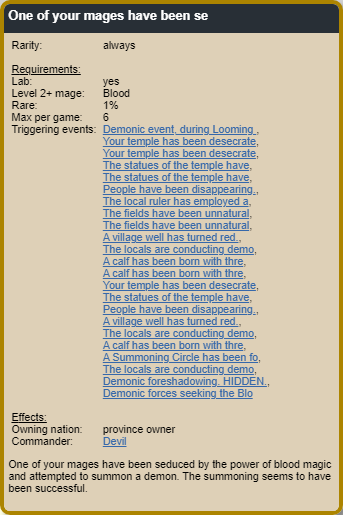 One of your mages have been se
Rarity: always
Requirements:
Lab: yes
Level 2+ mage: Blood
Rare: 1%
Max per game: 6
Triggering events: Demonic event, during Looming ,
Your temple has been desecrate,
Your temple has been desecrate,
The statues of the temple have,
The statues of the temple have,
People have been disappearing.,
The local ruler has employed a,
The fields have been unnatural,
The fields have been unnatural,
A village well has turned red.,
The locals are conducting demo,
A calf has been born with thre,
A calf has been born with thre,
Your temple has been desecrate,
The statues of the temple have,
People have been disappearing.,
A village well has turned red.,
The locals are conducting demo,
A calf has been born with thre,
A Summoning Circle has been fo,
The locals are conducting demo,
Demonic foreshadowing. HIDDEN.,
Demonic forces seeking the Blo
Effects:
Owning nation: province owner
Commander: Devil
One of your mages have been seduced by the power of blood magic
and attempted to summon a demon. The summoning seems to have
been successful.